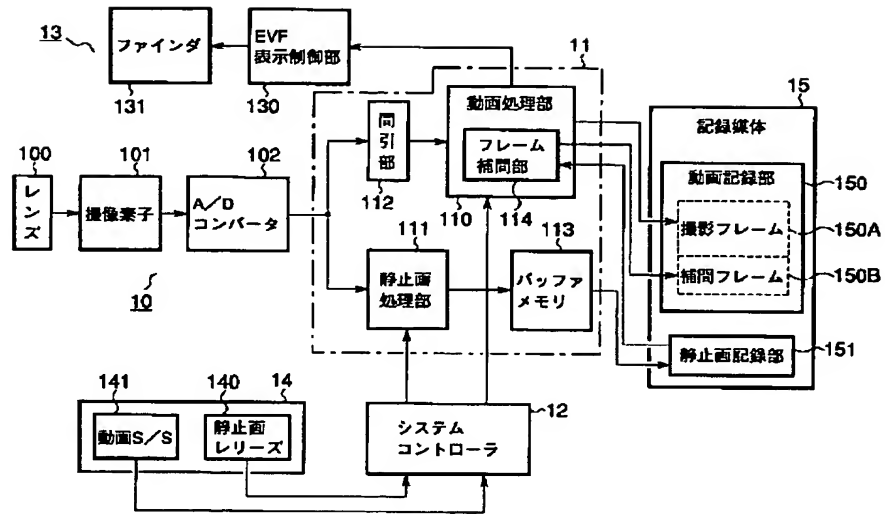 13
ファインダ
131
EVF
表示制御部
130
11
間
引
部
112
動画処理部
フレーム
補間部
110
114
15
記録媒体
動画記録部
150
撮影フレーム
150A
補間フレーム
150B
静止画記録部
151
100
レンズ
101
撮像素子
102
A/D
コンバータ
10
111
静止画
処理部
113
バッファ
メモリ
14
141
動画S/S
140
静止画
レリーズ
12
システム
コントローラ